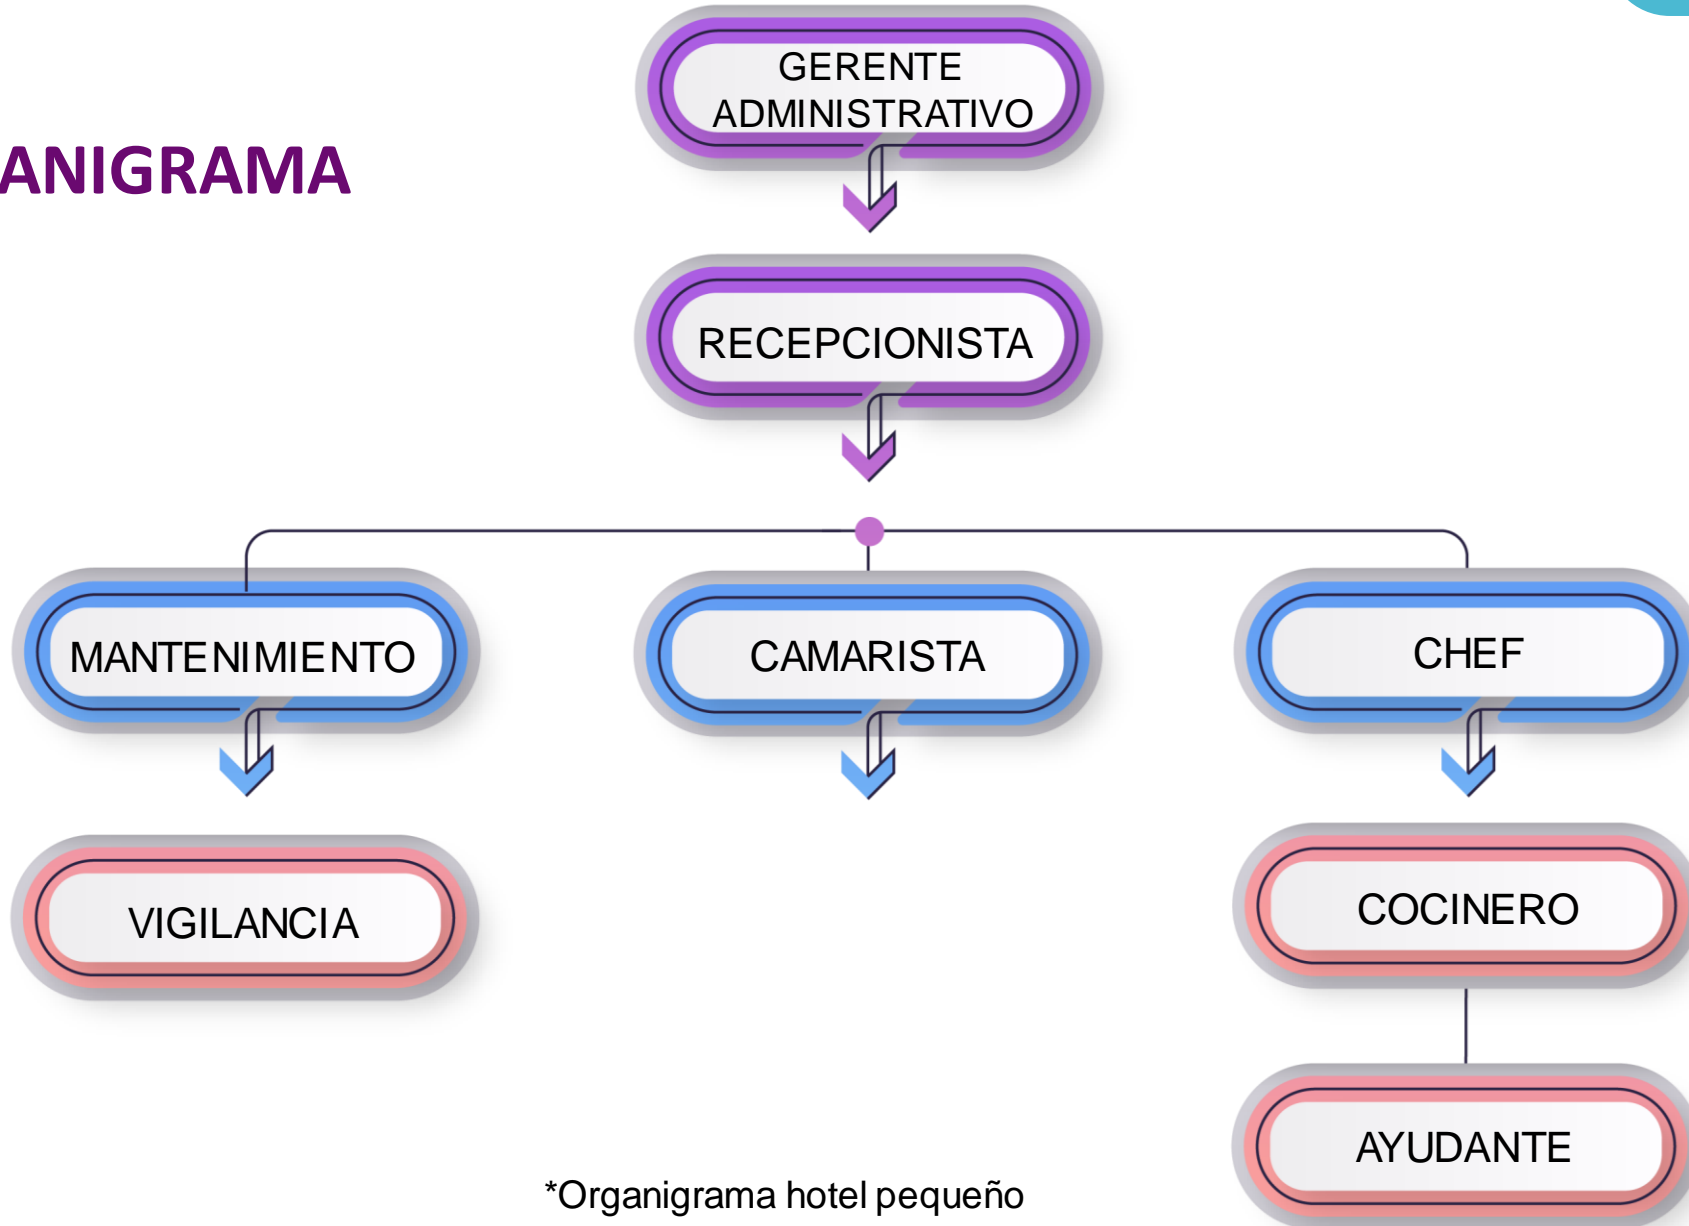 GERENTE
ADMINISTRATIVO
ANIGRAMA
RECEPCIONISTA
MANTENIMIENTO
CAMARISTA
CHEF
VIGILANCIA
COCINERO
AYUDANTE
*Organigrama hotel pequeño